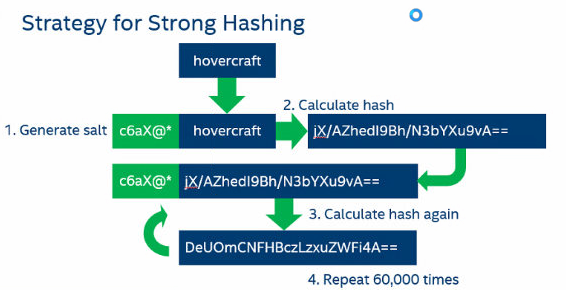 Strategy for Strong Hashing
hovercraft
2. Calculate hash
1. Generate salt
c6aX@* hovercraft
jX/AZhedI9Bh/N3bYXu9vA==
c6aX@* jX/AZhedI9Bh/N3bYXu9vA==
3. Calculate hash again
DeUOmCNFHBczLzxuZWFi4A==
4. Repeat 60,000 times